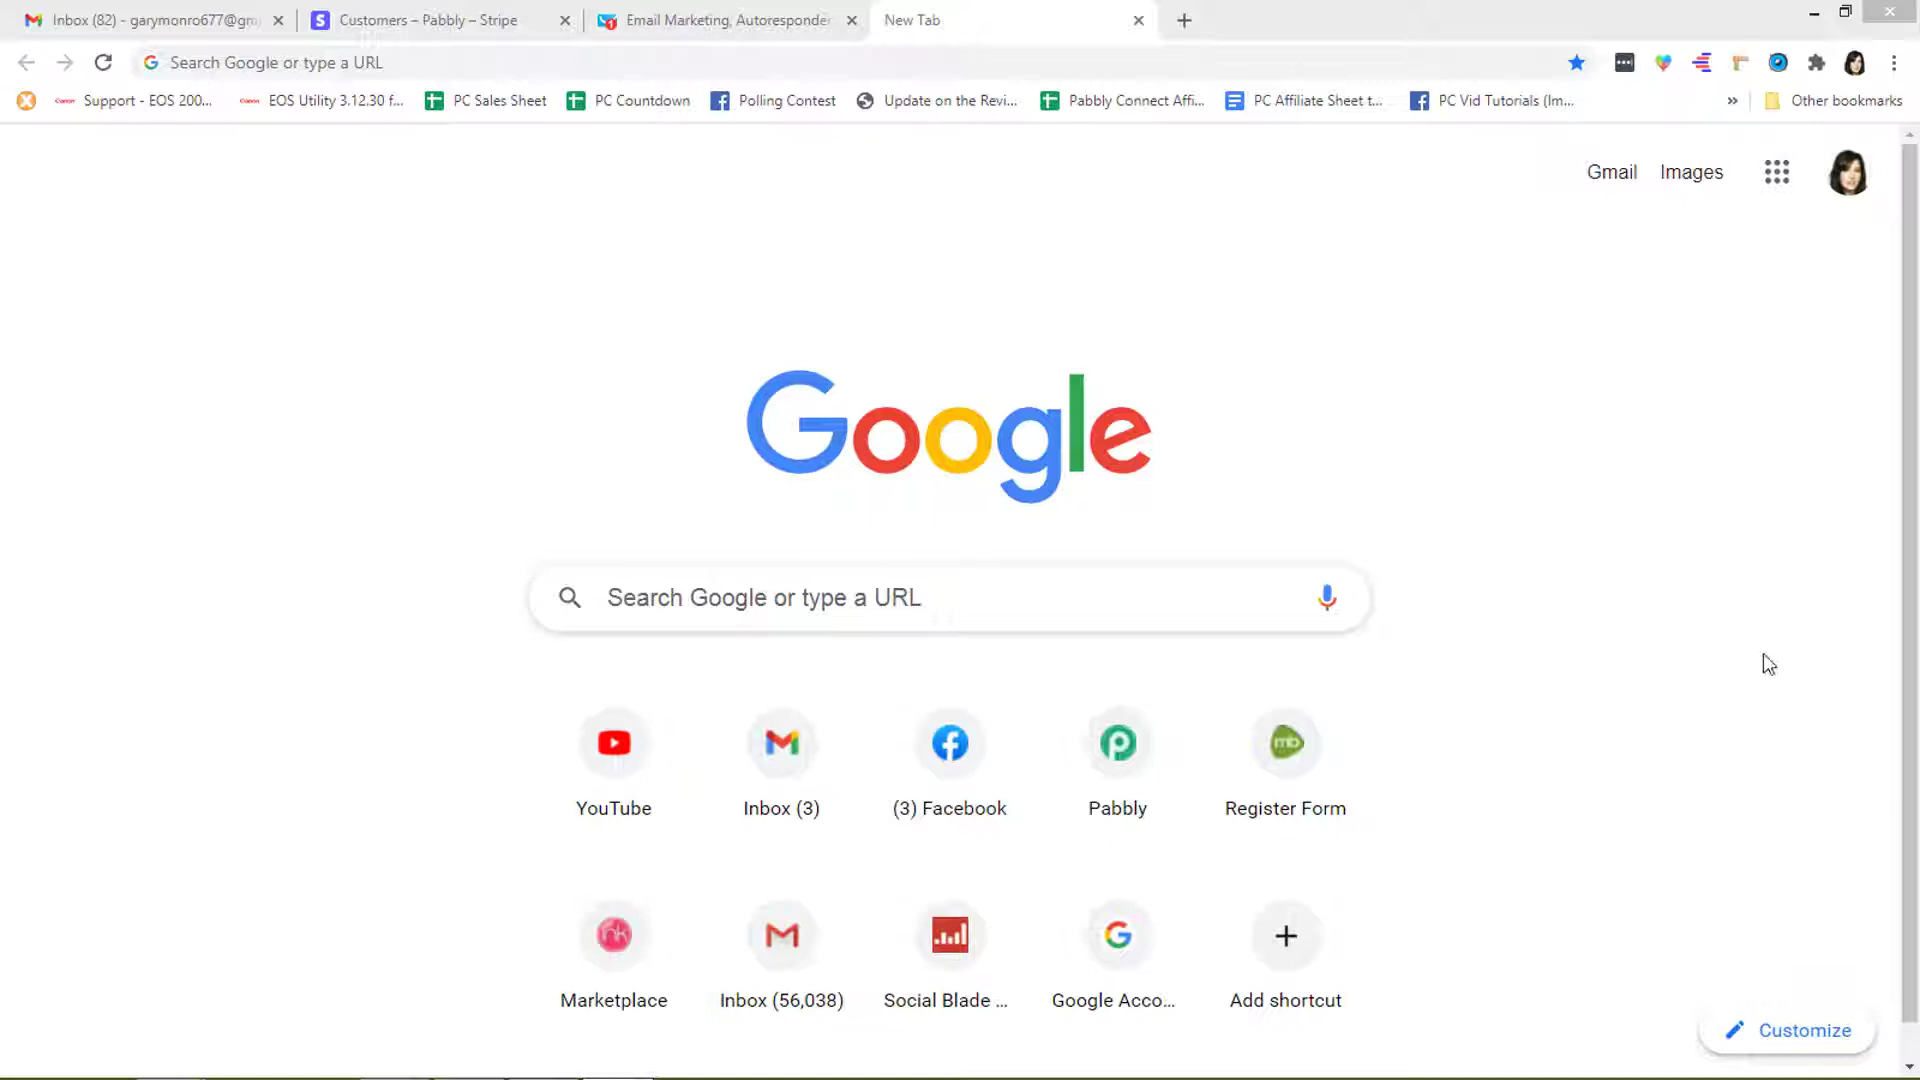 Inbox (82) - garymonro677@gm
Customers – Pabbly – Stripe
Email Marketing, Autoresponde
New Tab
Search Google or type a URL
Support - EOS 200...
EOS Utility 3.12.30 f...
PC Sales Sheet
PC Countdown
Polling Contest
Update on the Revi...
Pabbly Connect Affi...
PC Affiliate Sheet t...
PC Vid Tutorials (Im...
»
Other bookmarks
Gmail
Images
Google
Search Google or type a URL
YouTube
Inbox (3)
(3) Facebook
Pabbly
mb
Register Form
hk
Marketplace
Inbox (56,038)
Social Blade ...
Google Acco...
Add shortcut
Customize